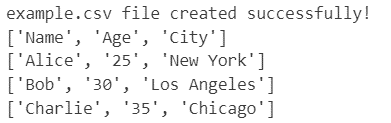 example.csv file created successfully!
['Name', 'Age', 'City']
['Alice', '25', 'New York']
['Bob', '30', 'Los Angeles']
['Charlie', '35', 'Chicago']